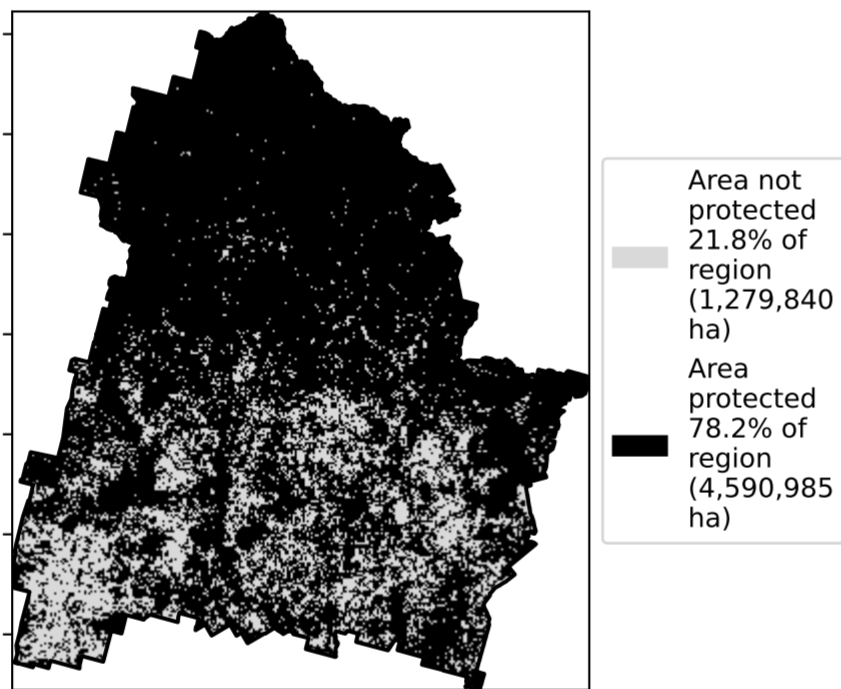 Area not
protected
21.8% of
region
(1,279,840
ha)
Area
protected
78.2% of
region
(4,590,985
ha)